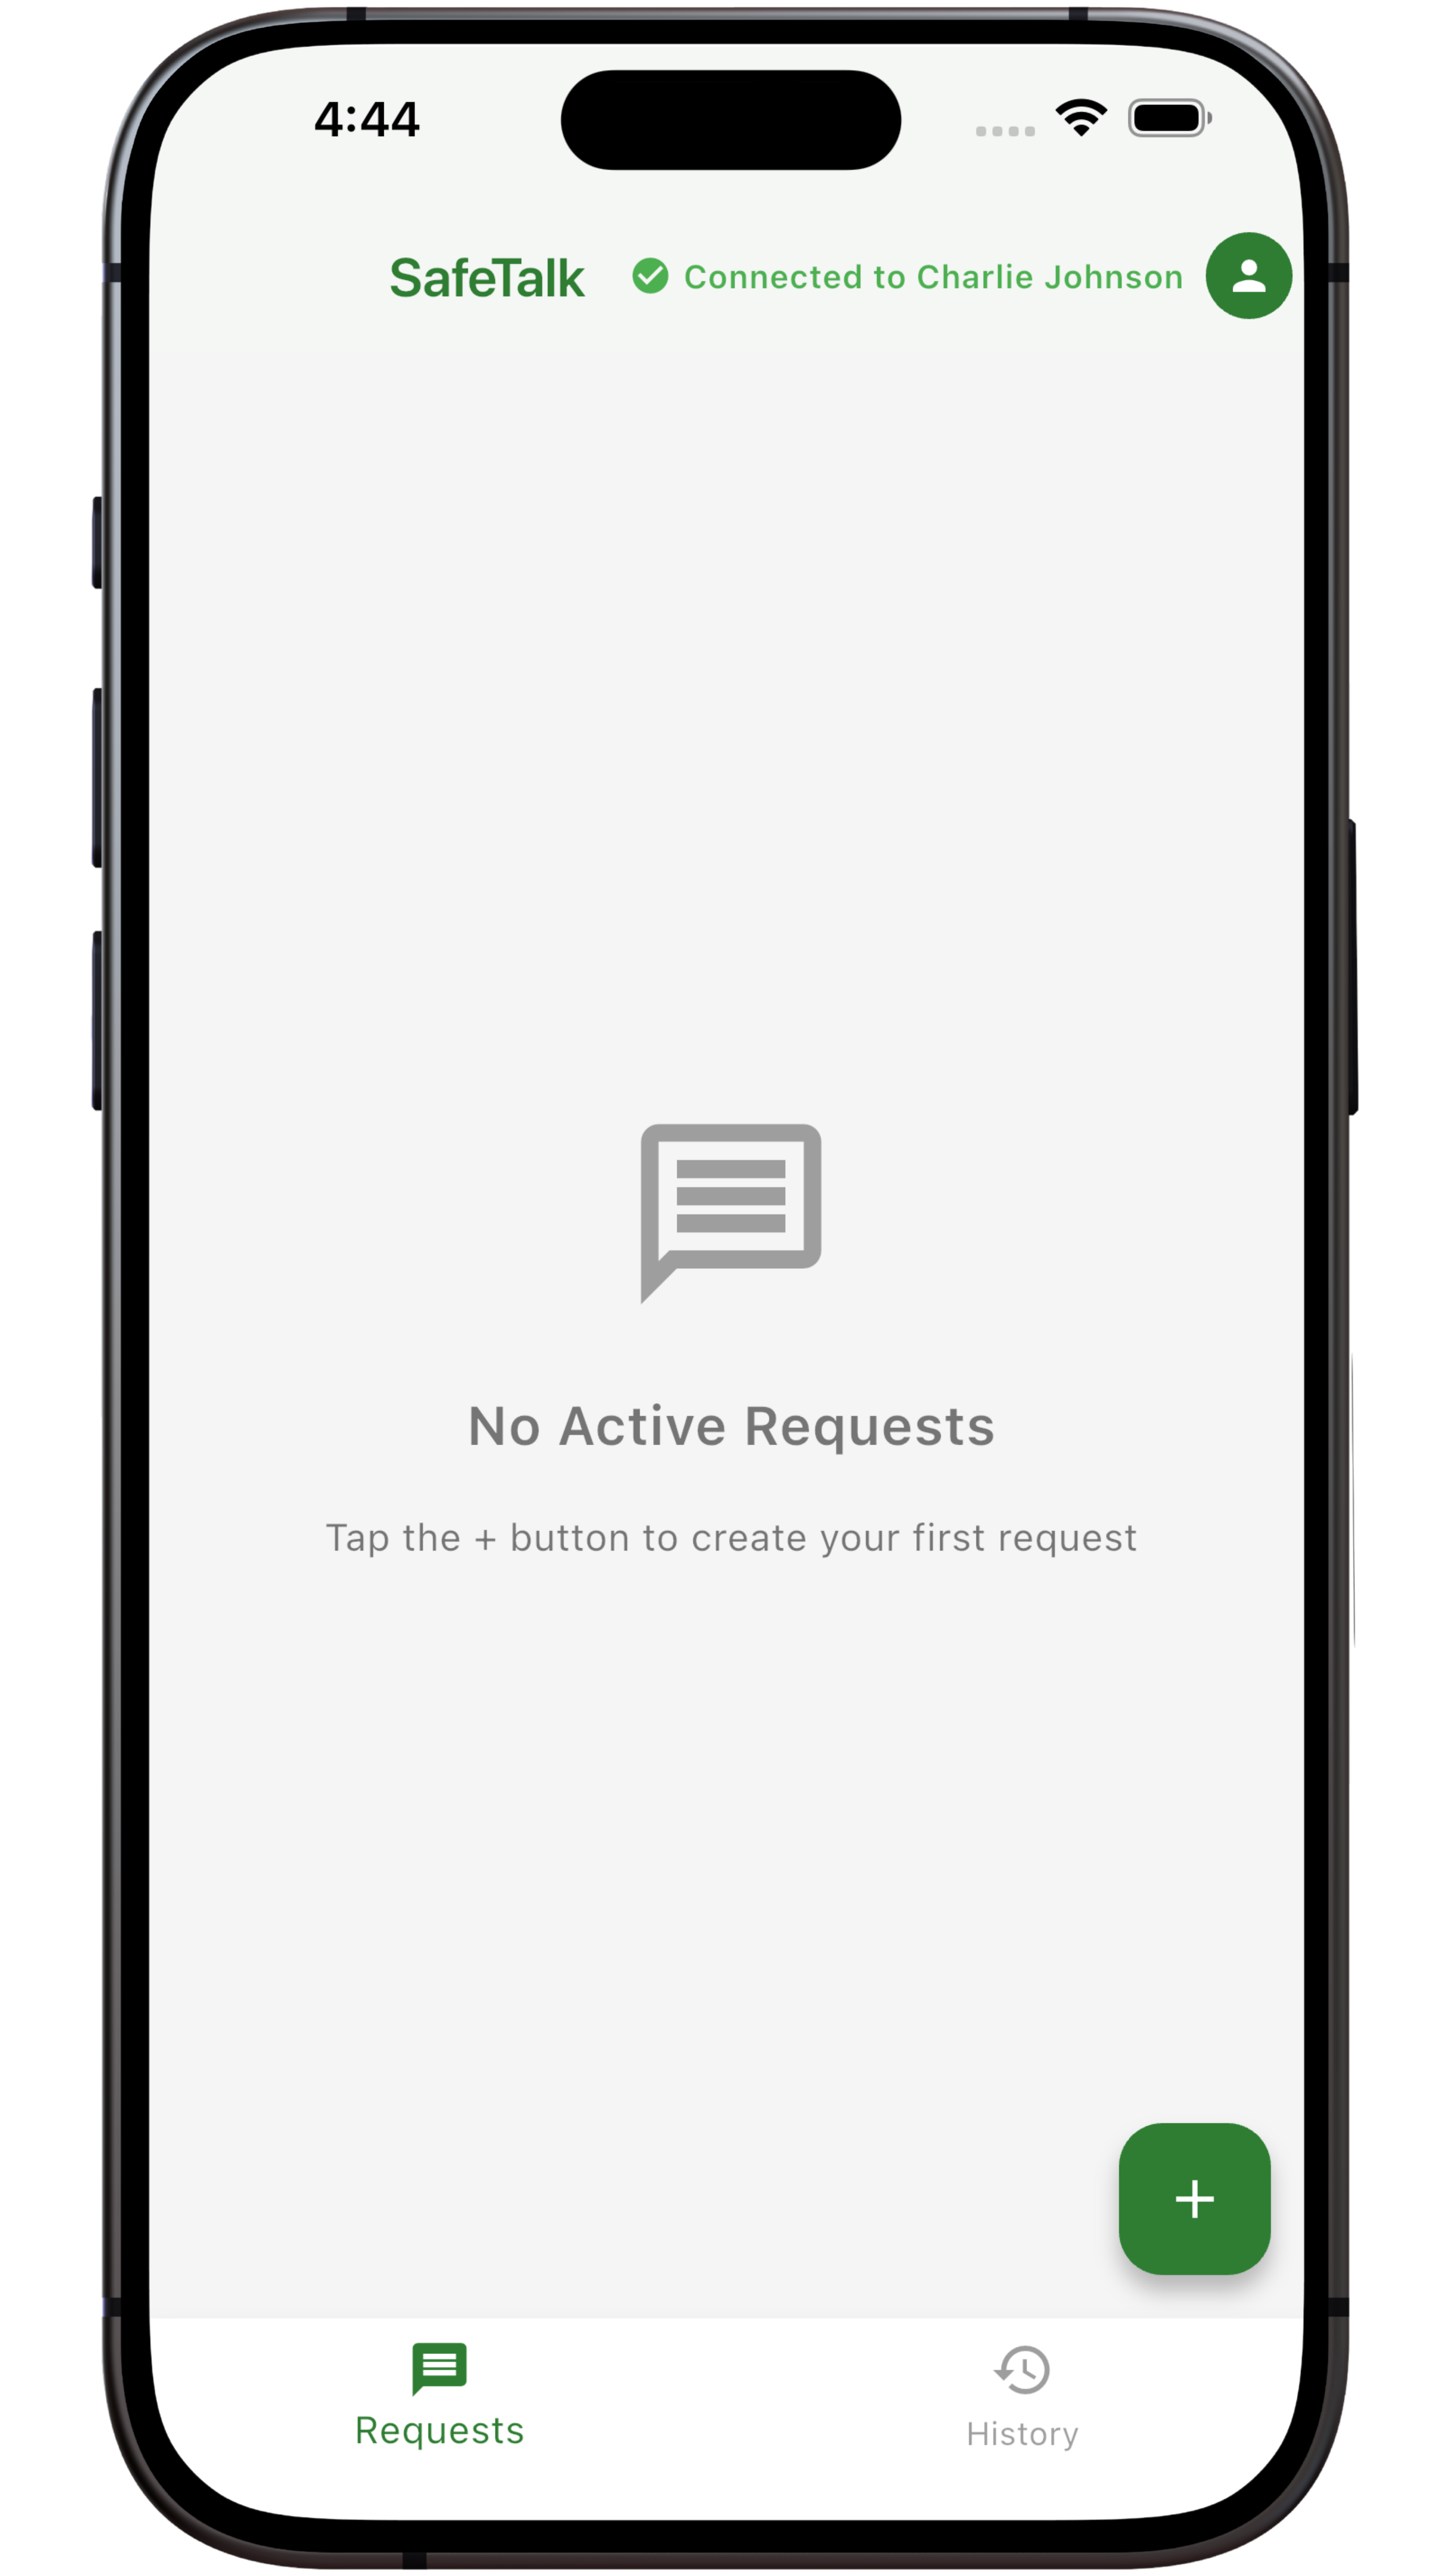 4:44
SafeTalk Connected to Charlie Johnson
No Active Requests
Tap the + button to create your first request
+
Requests History